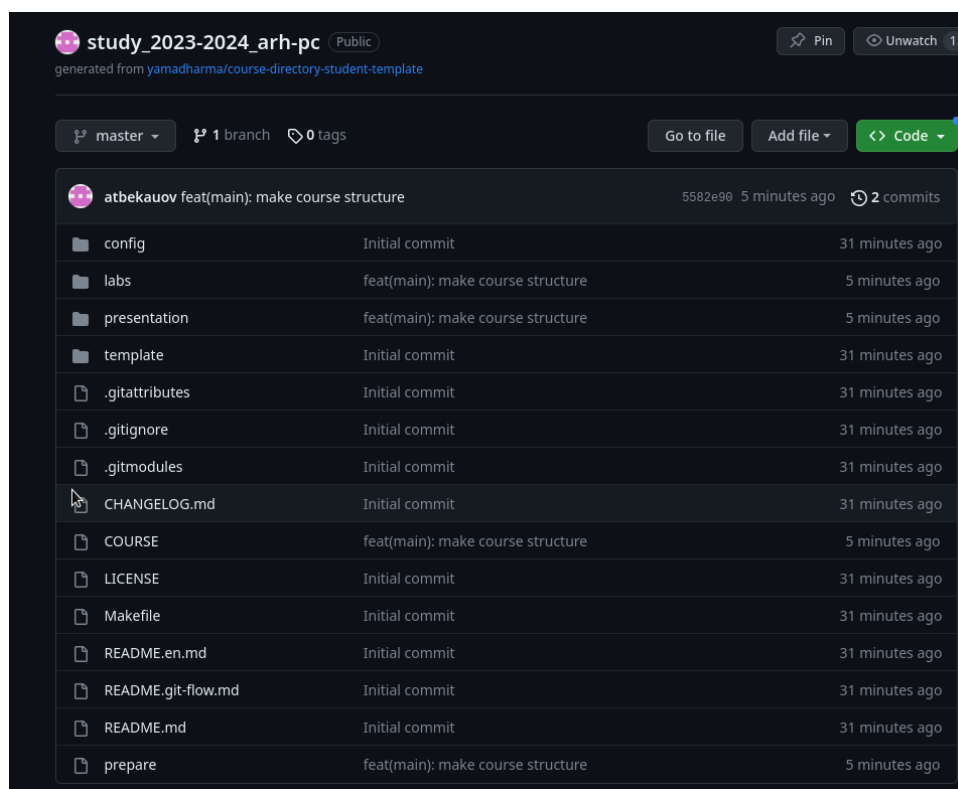 study_2023-2024_arh-pc Public Pin Unwatch 1
generated from yamadharma/course-directory-student-template
master 1 branch 0 tags Go to file Add file Code
atbekauov feat(main): make course structure 5582e90 5 minutes ago 2 commits
config Initial commit 31 minutes ago
labs feat(main): make course structure 5 minutes ago
presentation feat(main): make course structure 5 minutes ago
template Initial commit 31 minutes ago
.gitattributes Initial commit 31 minutes ago
.gitignore Initial commit 31 minutes ago
.gitmodules Initial commit 31 minutes ago
CHANGELOG.md Initial commit 31 minutes ago
COURSE feat(main): make course structure 5 minutes ago
LICENSE Initial commit 31 minutes ago
Makefile Initial commit 31 minutes ago
README.en.md Initial commit 31 minutes ago
README.git-flow.md Initial commit 31 minutes ago
README.md Initial commit 31 minutes ago
prepare feat(main): make course structure 5 minutes ago